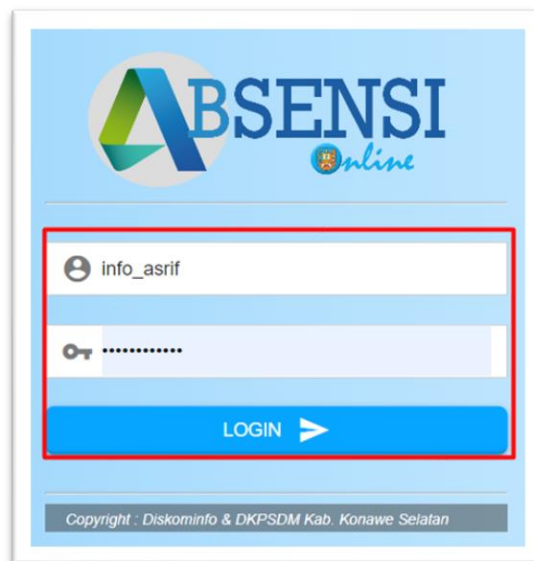 ABSENSI
Online
info_asrif
••••••••••••
LOGIN
Copyright : Diskominfo & DKPSDM Kab. Konawe Selatan